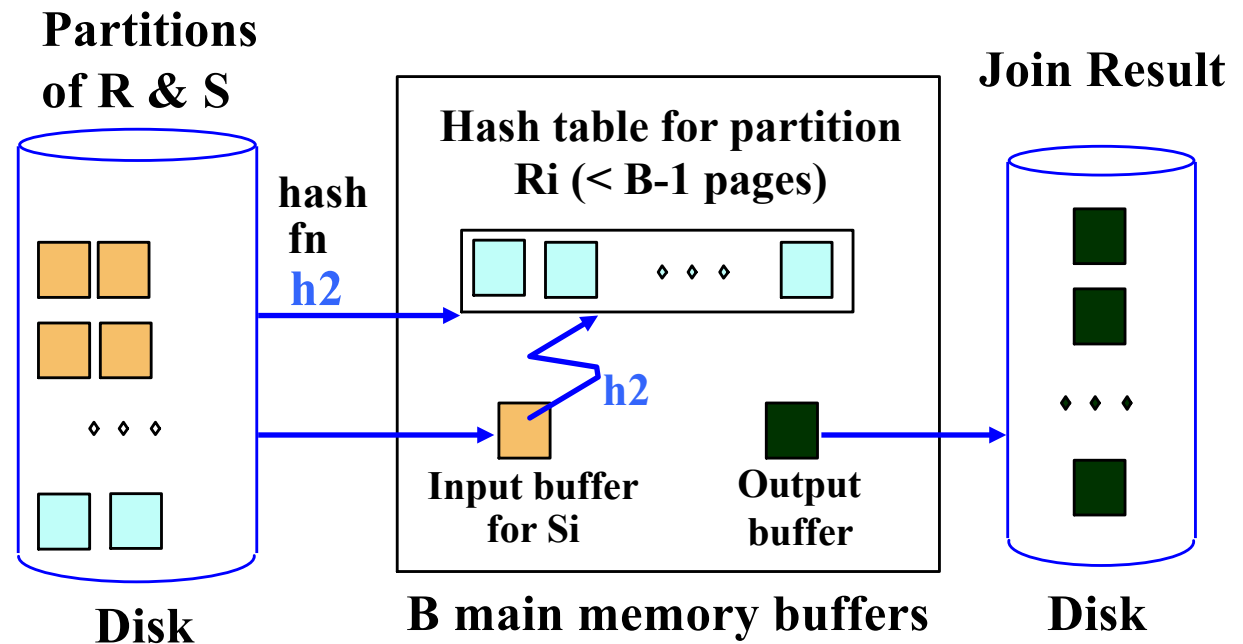 Partitions
of R & S
hash
fn
h2
Disk
Hash table for partition
Ri (< B-1 pages)
h2
Input buffer
for Si
Output
buffer
B main memory buffers
Join Result
Disk